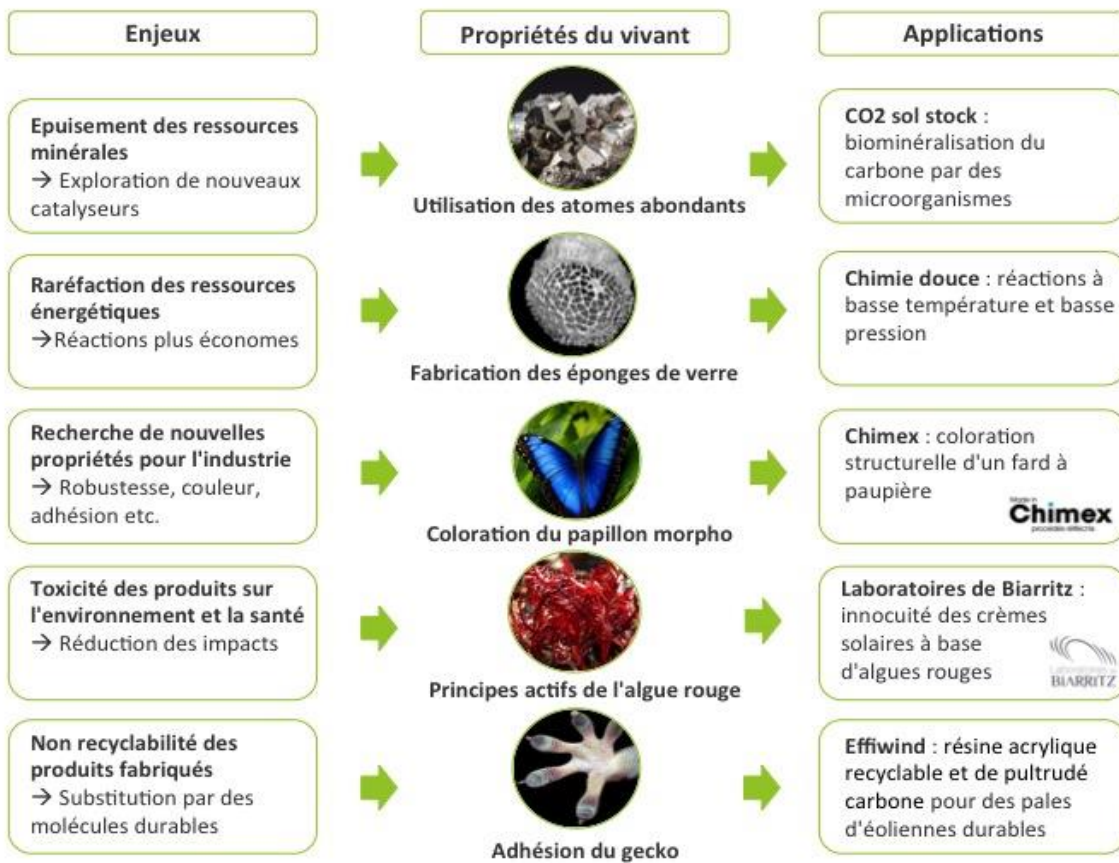 Enjeux
Propriétés du vivant
Applications
Epuisement des ressources
minérales
→ Exploration de nouveaux
catalyseurs
Utilisation des atomes abondants
CO2 sol stock :
biominéralisation du
carbone par des
microorganismes
Raréfaction des ressources
énergétiques
→Réactions plus économes
Fabrication des éponges de verre
Chimie douce : réactions à
basse température et basse
pression
Recherche de nouvelles
propriétés pour l'industrie
→ Robustesse, couleur,
adhésion etc.
Coloration du papillon morpho
Chimex : coloration
structurelle d'un fard à
paupière
Made in
Chimex
Toxicité des produits sur
l'environnement et la santé
→ Réduction des impacts
Principes actifs de l'algue rouge
Laboratoires de Biarritz :
innocuité des crèmes
solaires à base
d'algues rouges
BIARRITZ
Non recyclabilité des
produits fabriqués
→ Substitution par des
molécules durables
Adhésion du gecko
Effiwind : résine acrylique
recyclable et de pultrudé
carbone pour des pales
d'éoliennes durables